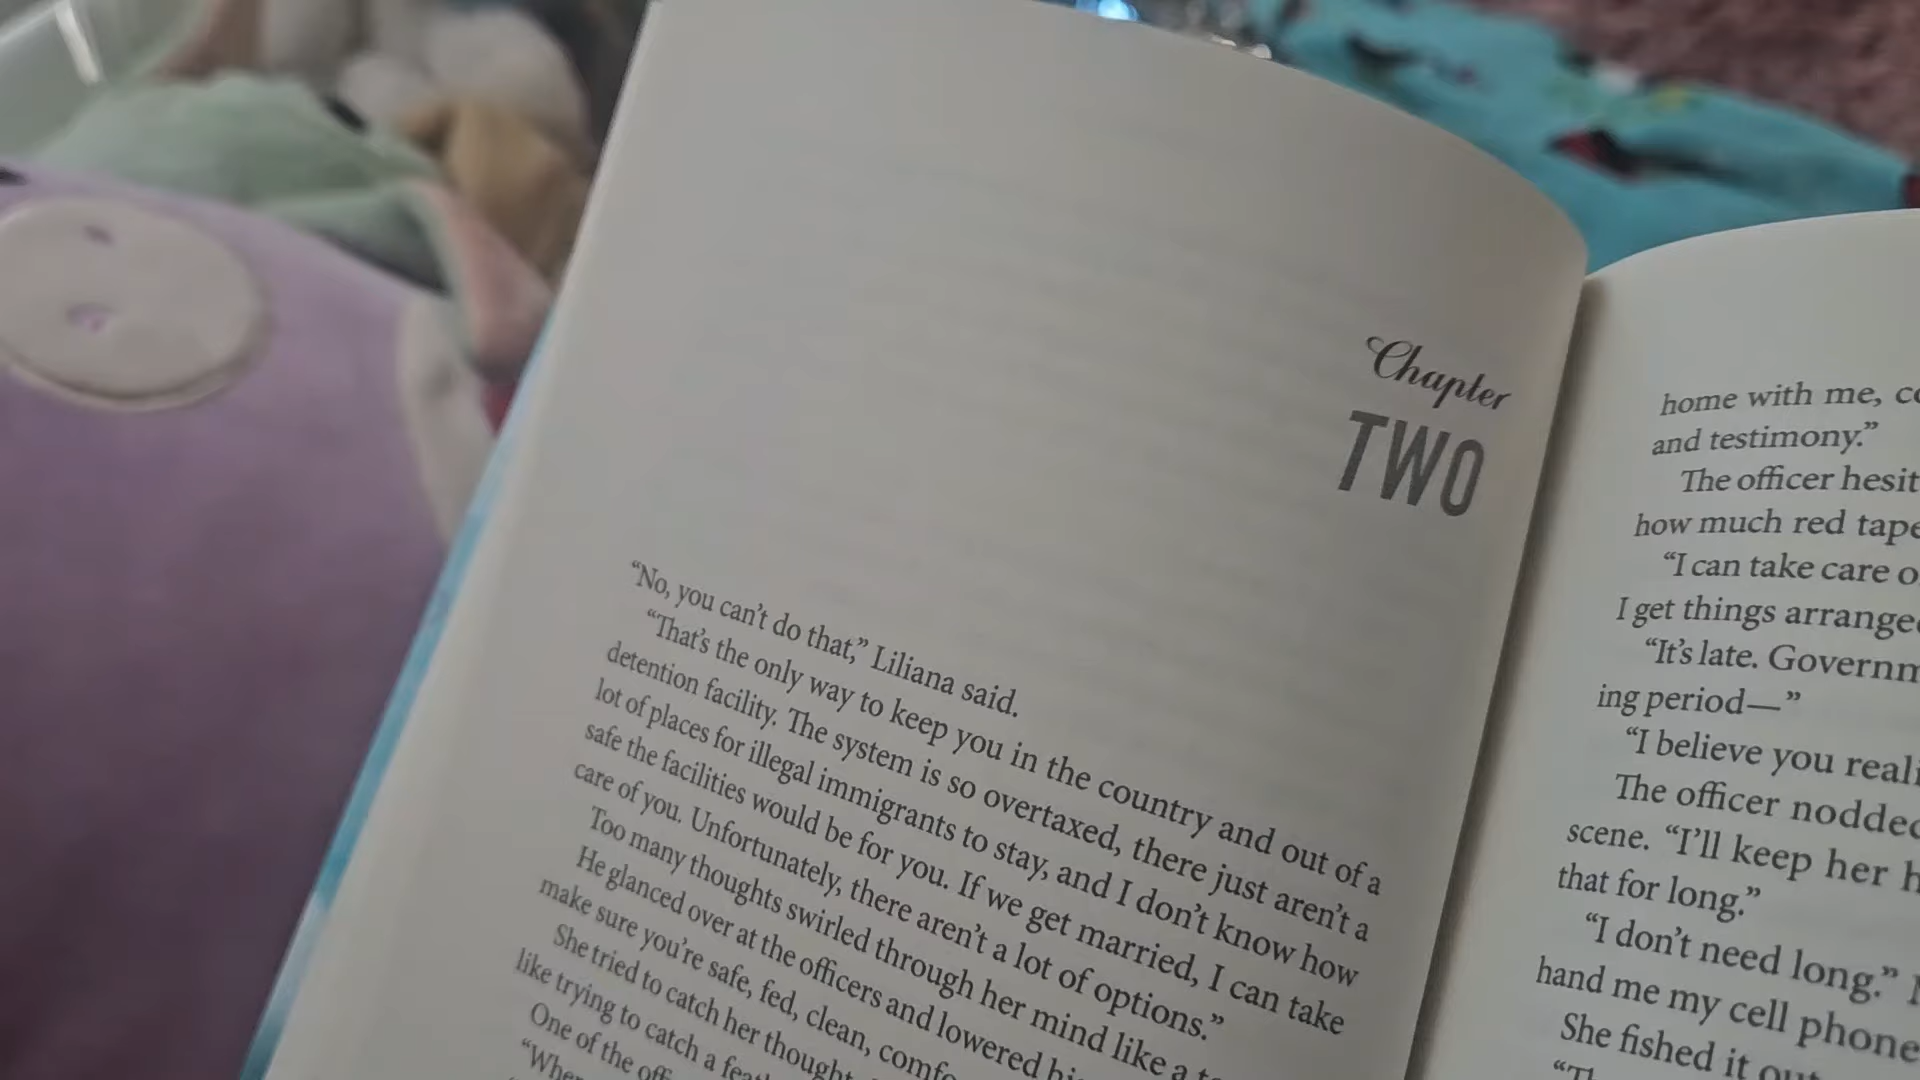 Chapter
TWO
“No, you can’t do that,” Liliana said.
“That’s the only way to keep you in the country and out of a
detention facility. The system is so overtaxed, there just aren’t a
lot of places for illegal immigrants to stay, and I don’t know how
safe the facilities would be for you. If we get married, I can take
care of you. Unfortunately, there aren’t a lot of options.”
Too many thoughts swirled through her mind like a
He glanced over at the officers and lowered
make sure you’re safe, fed, clean,
She tried to catch her
like trying to catch a
One of the
home with me,
and testimony.”
The officer
how much red tape
“I can take care
I get things
“It’s late.
ing period—”
“I believe you
The officer nodded
scene. “I’ll keep her
that for long.”
“I don’t need long.”
hand me my cell phone
She fished it